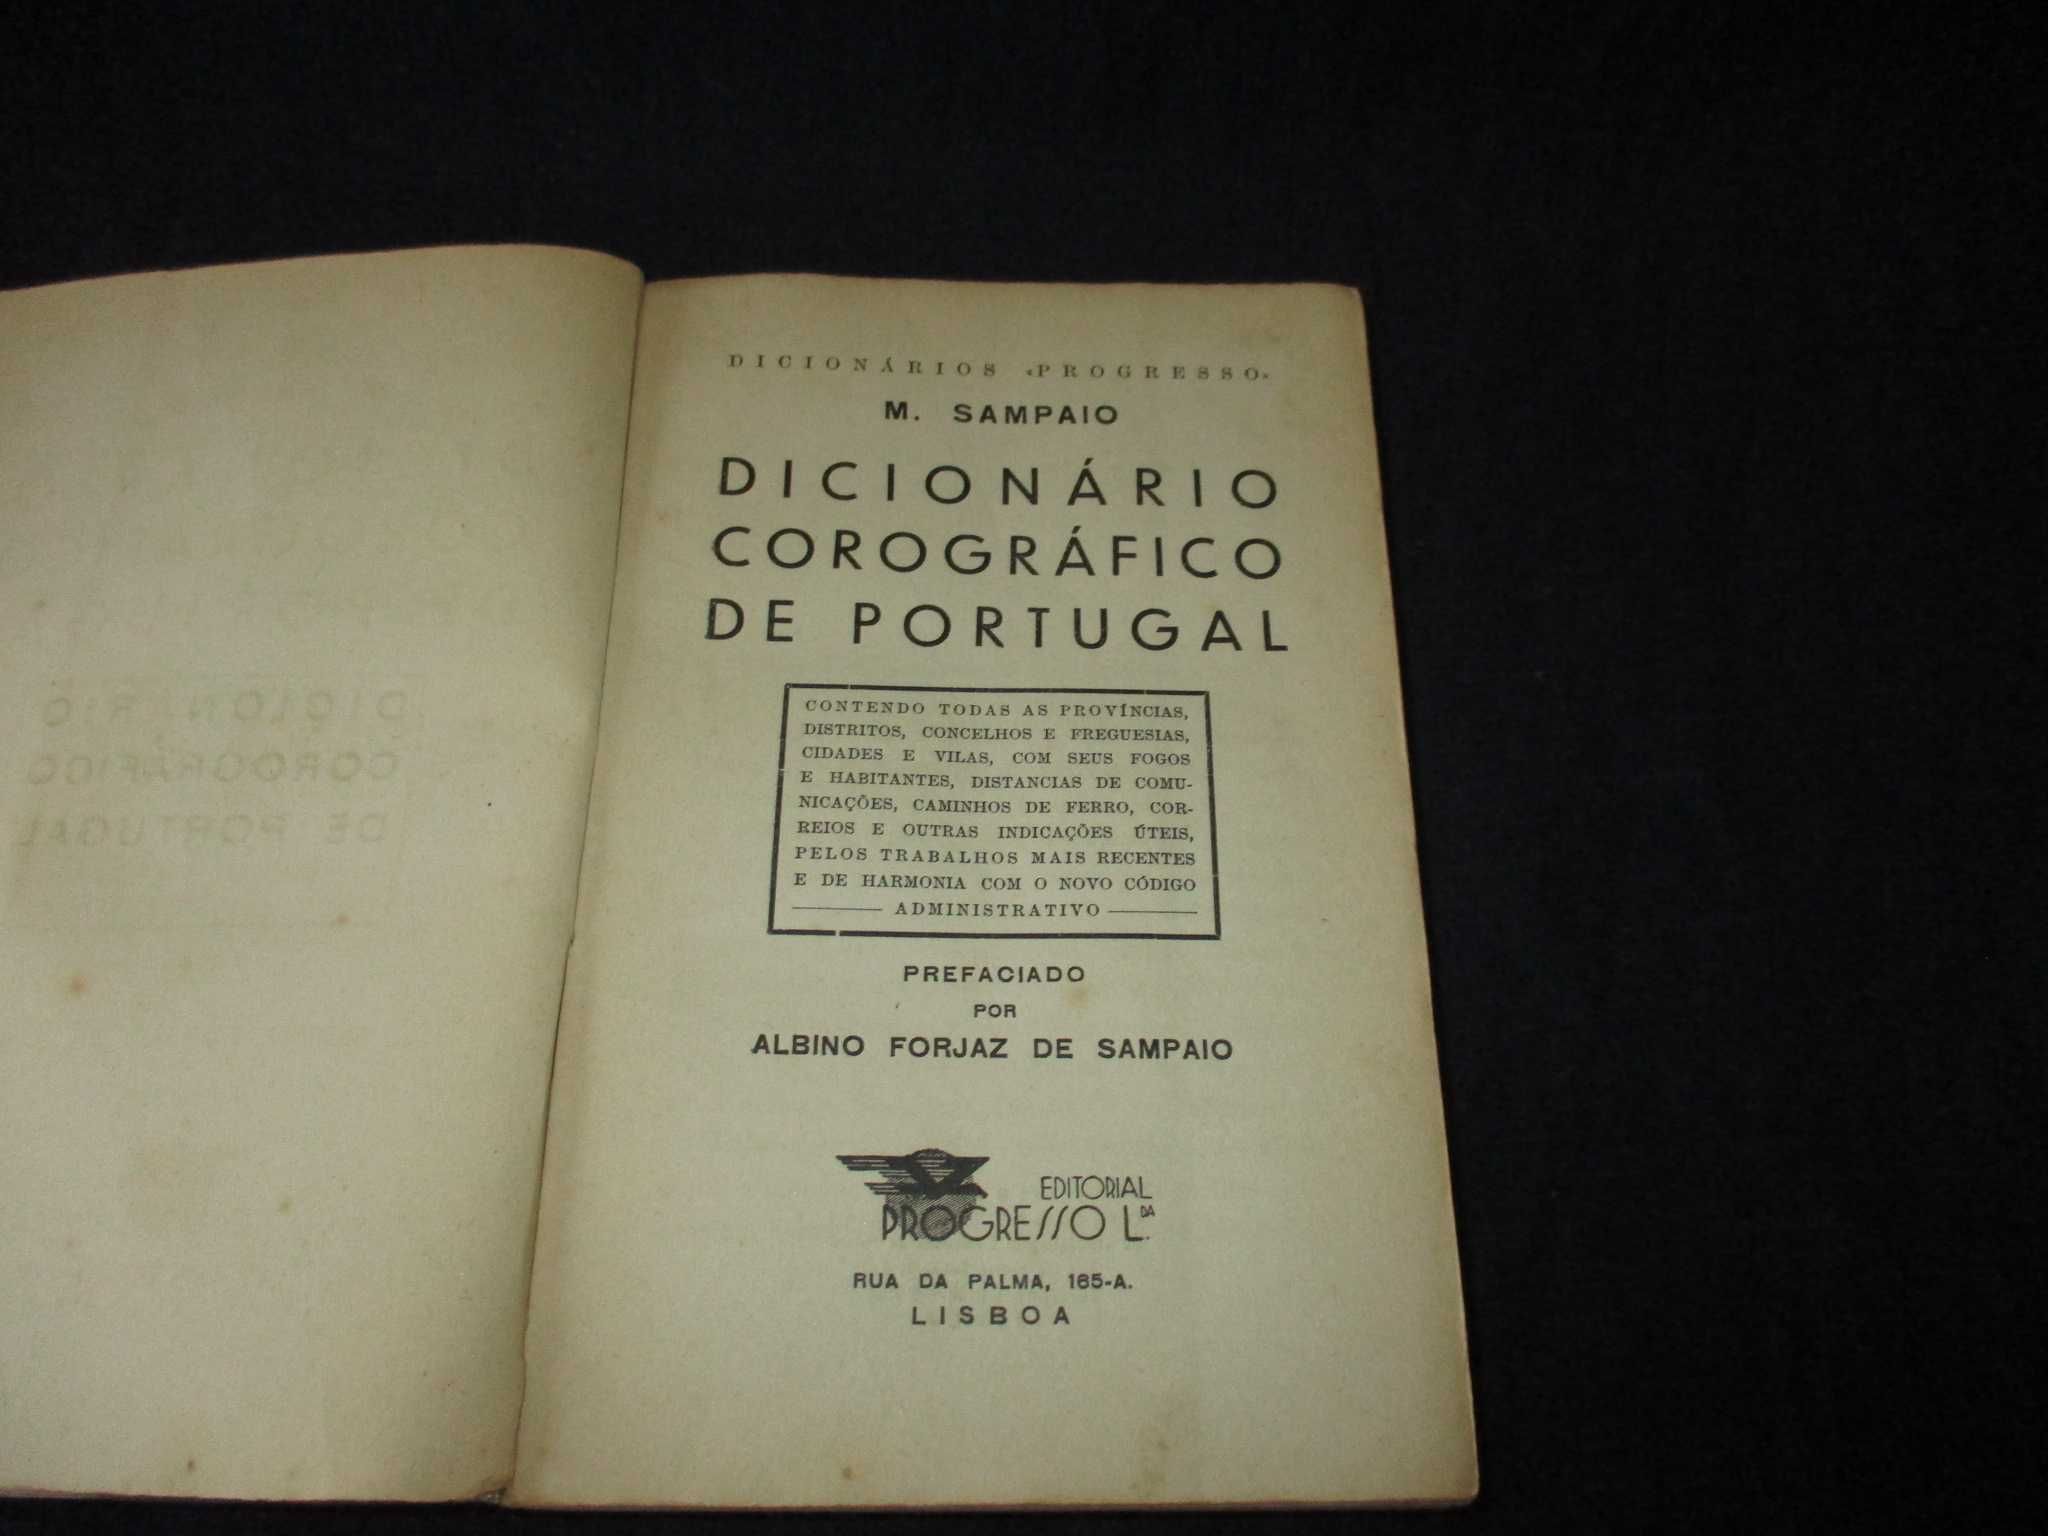 DICIONÁRIOS «PROGRESSO»
M. SAMPAIO
DICIONÁRIO
COROGRÁFICO
DE PORTUGAL
CONTENDO TODAS AS PROVÍNCIAS,
DISTRITOS, CONCELHOS E FREGUESIAS,
CIDADES E VILAS, COM SEUS FOGOS
E HABITANTES, DISTANCIAS DE COMU-
NICAÇÕES, CAMINHOS DE FERRO, COR-
REIOS E OUTRAS INDICAÇÕES ÚTEIS,
PELOS TRABALHOS MAIS RECENTES
E DE HARMONIA COM O NOVO CÓDIGO
ADMINISTRATIVO
PREFACIADO
POR
ALBINO FORJAZ DE SAMPAIO
EDITORIAL
PROGRESSO L.DA
RUA DA PALMA, 165-A.
LISBOA